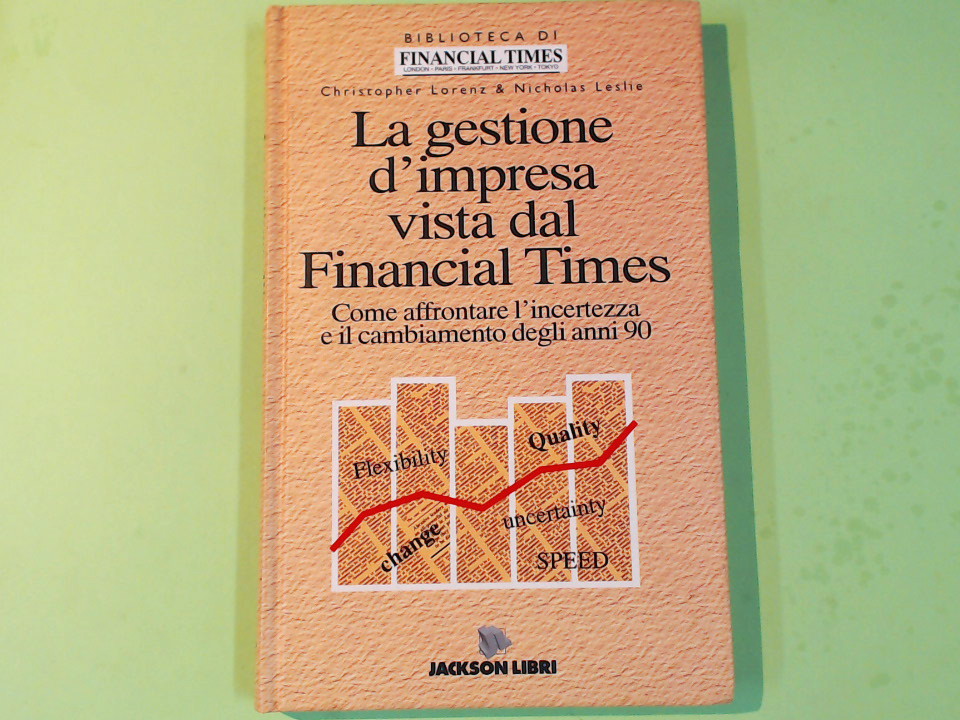 BIBLIOTECA DI
FINANCIAL TIMES
LONDON · PARIS · FRANKFURT · NEW YORK · TOKYO
Christopher Lorenz & Nicholas Leslie
La gestione
d'impresa
vista dal
Financial Times
Come affrontare l'incertezza
e il cambiamento degli anni 90
Quality
Flexibility
uncertainty
change
SPEED
JACKSON LIBRI